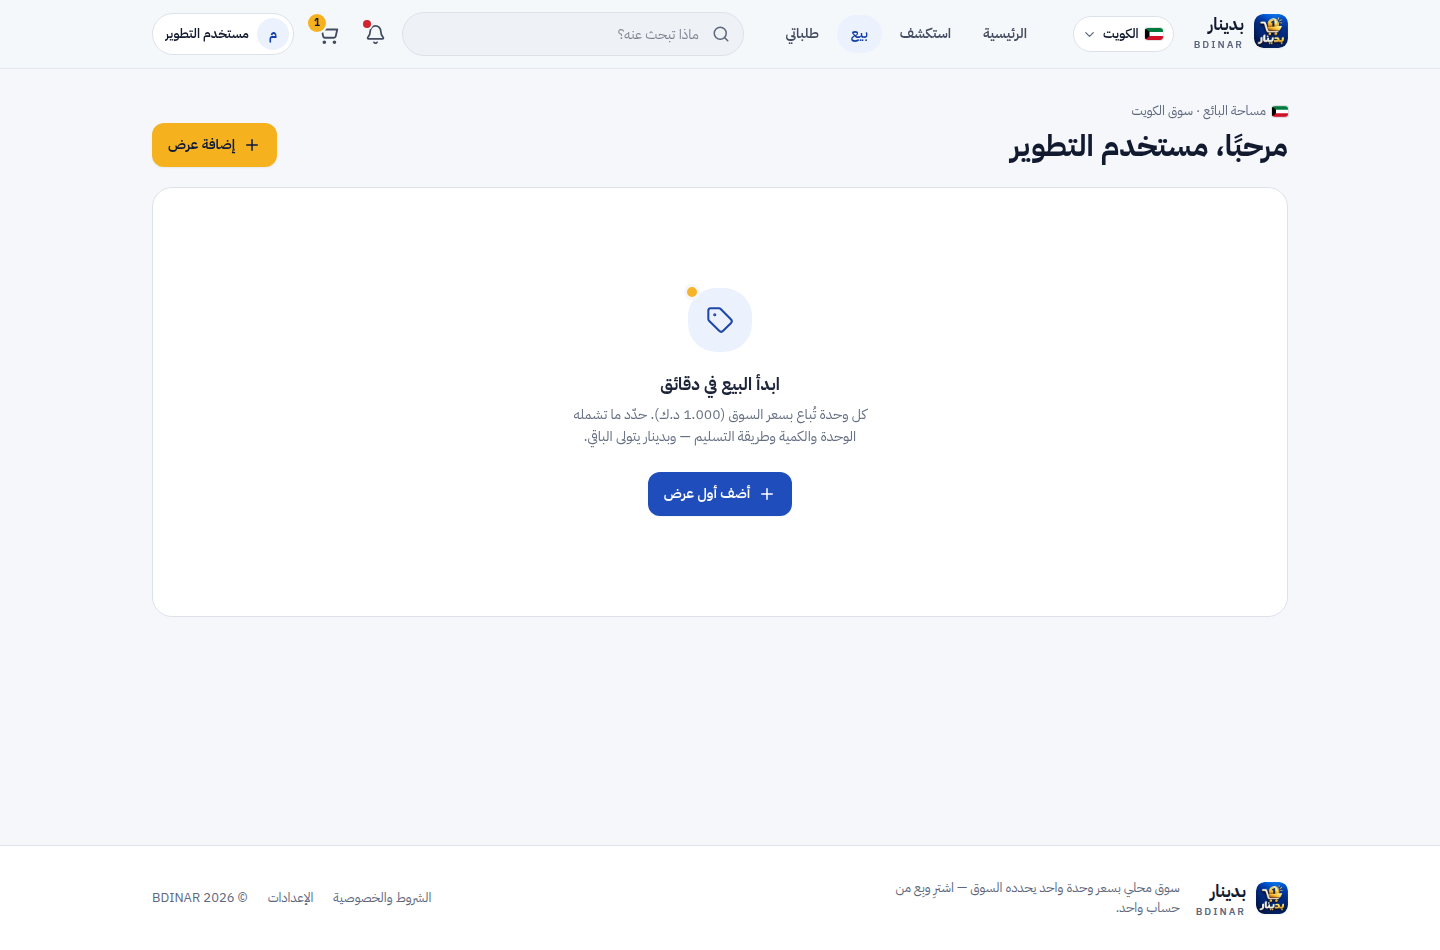 بدينار
BDINAR
الكويت
الرئيسية
استكشف
بيع
طلباتي
ماذا تبحث عنه؟
1
م
مستخدم التطوير
مساحة البائع · سوق الكويت
مرحبًا، مستخدم التطوير
إضافة عرض
ابدأ البيع في دقائق
كل وحدة تُباع بسعر السوق (1.000 د.ك). حدّد ما تشمله
الوحدة والكمية وطريقة التسليم — وبدينار يتولى الباقي.
أضف أول عرض
بدينار
BDINAR
سوق محلي بسعر وحدة واحد يحدده السوق — اشترِ وبِع من
حساب واحد.
الشروط والخصوصية
الإعدادات
© 2026 BDINAR